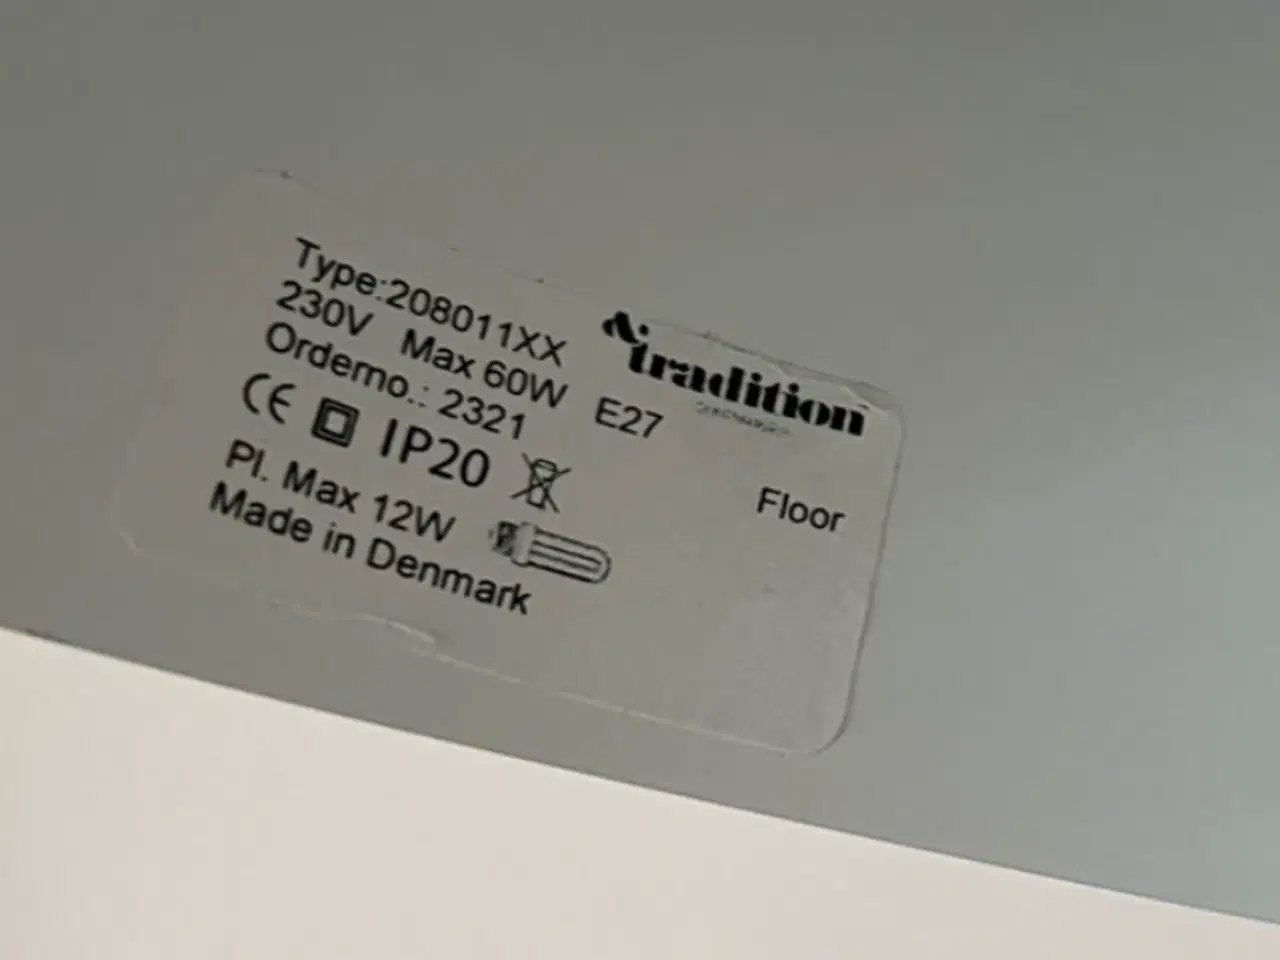 Type:208011XX
230V Max 60W E27
Orderno.: 2321
CE IP20
Pl. Max 12W
Made in Denmark
&tradition
Floor